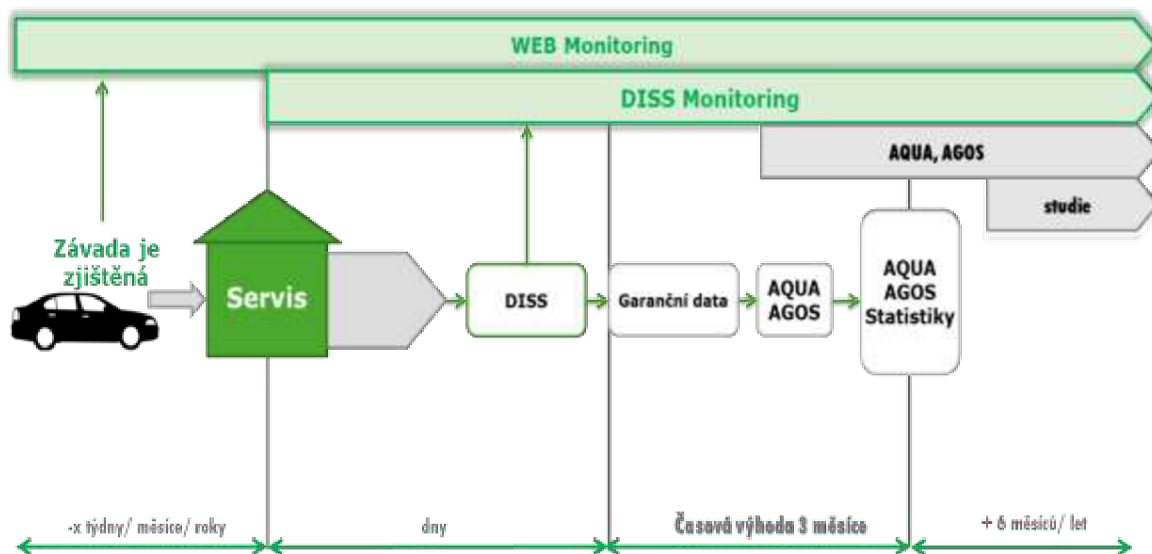 WEB Monitoring
DISS Monitoring
AQUA, AGOS
studie
Závada je
zjištěná
Servis
DISS
Garanční data
AQUA
AGOS
AQUA
AGOS
Statistiky
-x týdny/ měsíce/ roky
dny
Časová výhoda 3 měsíce
+ 6 měsíců/ let